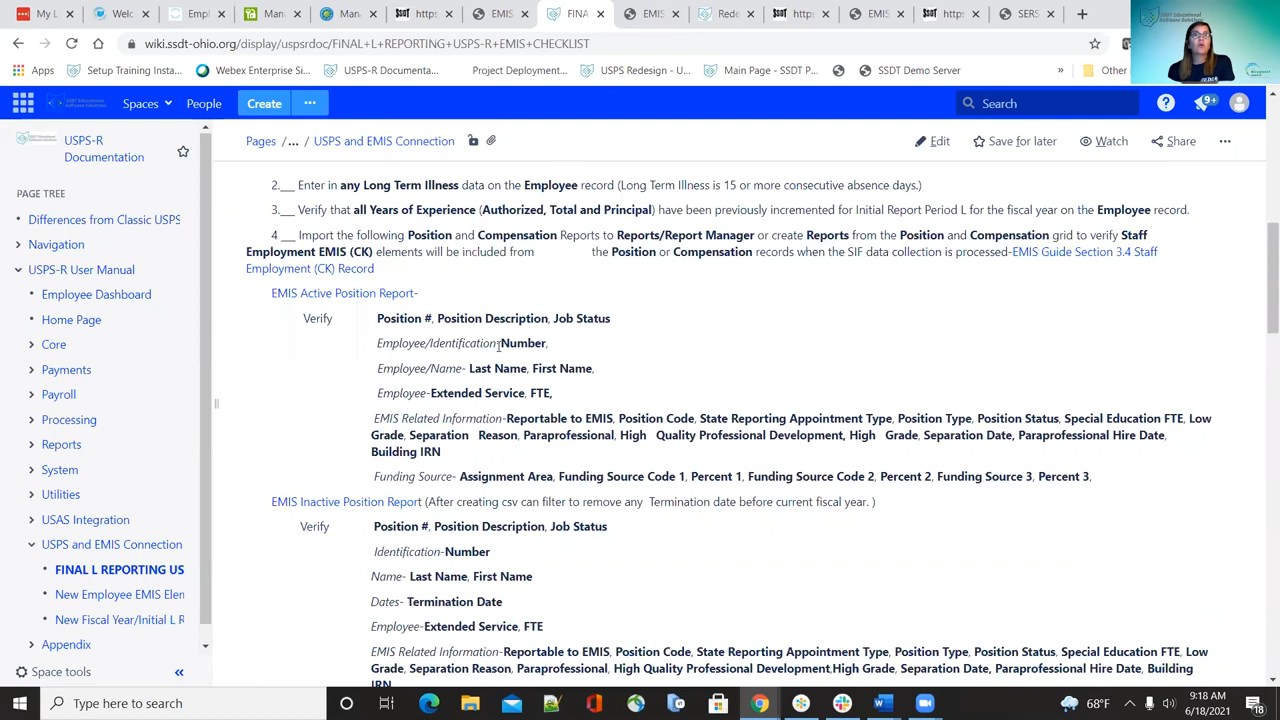 My L
Welc
Empl
Man
Man
https
EMIS
FINA
EMIS
Rede
https
EMIS
https
SERS
wiki.ssdt-ohio.org/display/uspsrdoc/FINAL+L+REPORTING+USPS-R+EMIS+CHECKLIST
Apps
Setup Training Insta...
Webex Enterprise Si...
USPS-R Documenta...
Project Deployment...
USPS Redesign - U...
Main Page - SSDT P...
SSDT Demo Server
»
Other
Spaces
People
Create
Search
9+
USPS-R
Documentation
Pages /... / USPS and EMIS Connection
Edit
Save for later
Watch
Share
PAGE TREE
Differences from Classic USPS
Navigation
USPS-R User Manual
Employee Dashboard
Home Page
Core
Payments
Payroll
Processing
Reports
System
Utilities
USAS Integration
USPS and EMIS Connection
FINAL L REPORTING US
New Employee EMIS Elen
New Fiscal Year/Initial L R
Appendix
Space tools
2.___ Enter in any Long Term Illness data on the Employee record (Long Term Illness is 15 or more consecutive absence days.)
3.___ Verify that all Years of Experience (Authorized, Total and Principal) have been previously incremented for Initial Report Period L for the fiscal year on the Employee record.
4 ___ Import the following Position and Compensation Reports to Reports/Report Manager or create Reports from the Position and Compensation grid to verify Staff
Employment EMIS (CK) elements will be included from the Position or Compensation records when the SIF data collection is processed-EMIS Guide Section 3.4 Staff
Employment (CK) Record
EMIS Active Position Report-
Verify Position #, Position Description, Job Status
Employee/Identification-Number,
Employee/Name- Last Name, First Name,
Employee-Extended Service, FTE,
EMIS Related Information-Reportable to EMIS, Position Code, State Reporting Appointment Type, Position Type, Position Status, Special Education FTE, Low
Grade, Separation Reason, Paraprofessional, High Quality Professional Development, High Grade, Separation Date, Paraprofessional Hire Date,
Building IRN
Funding Source- Assignment Area, Funding Source Code 1, Percent 1, Funding Source Code 2, Percent 2, Funding Source 3, Percent 3,
EMIS Inactive Position Report (After creating csv can filter to remove any Termination date before current fiscal year. )
Verify Position #, Position Description, Job Status
Identification-Number
Name- Last Name, First Name
Dates- Termination Date
Employee-Extended Service, FTE
EMIS Related Information-Reportable to EMIS, Position Code, State Reporting Appointment Type, Position Type, Position Status, Special Education FTE, Low
Grade, Separation Reason, Paraprofessional, High Quality Professional Development,High Grade, Separation Date, Paraprofessional Hire Date, Building
IRN
Type here to search
68°F
9:18 AM
6/18/2021
18